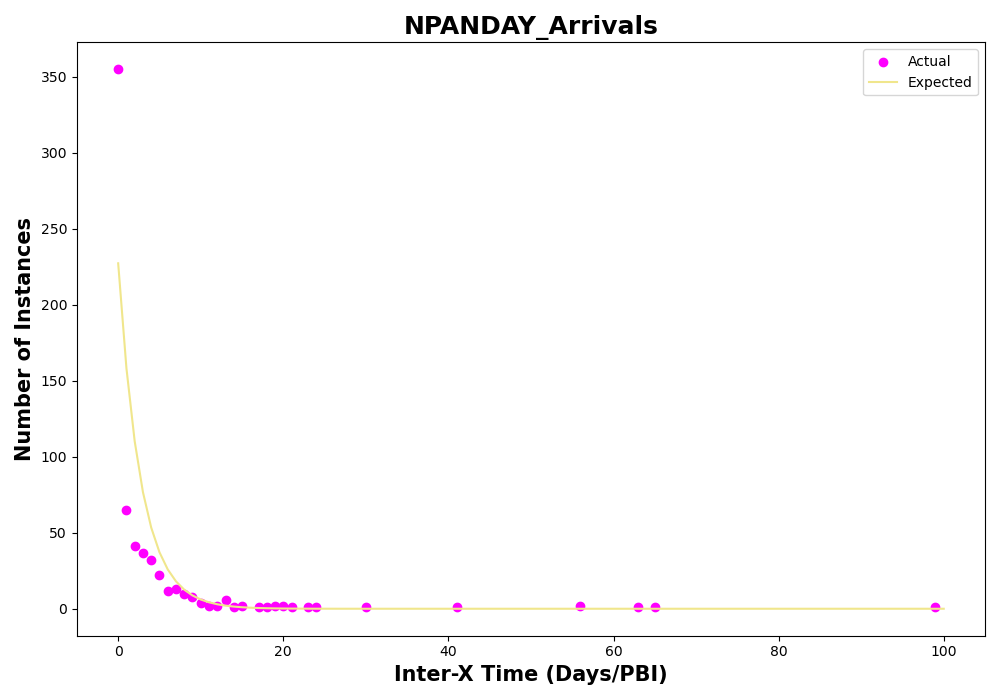 NPANDAY_Arrivals
Actual
Expected
350
300
250
200
150
100
50
0
Number of Instances
0 20 40 60 80 100
Inter-X Time (Days/PBI)